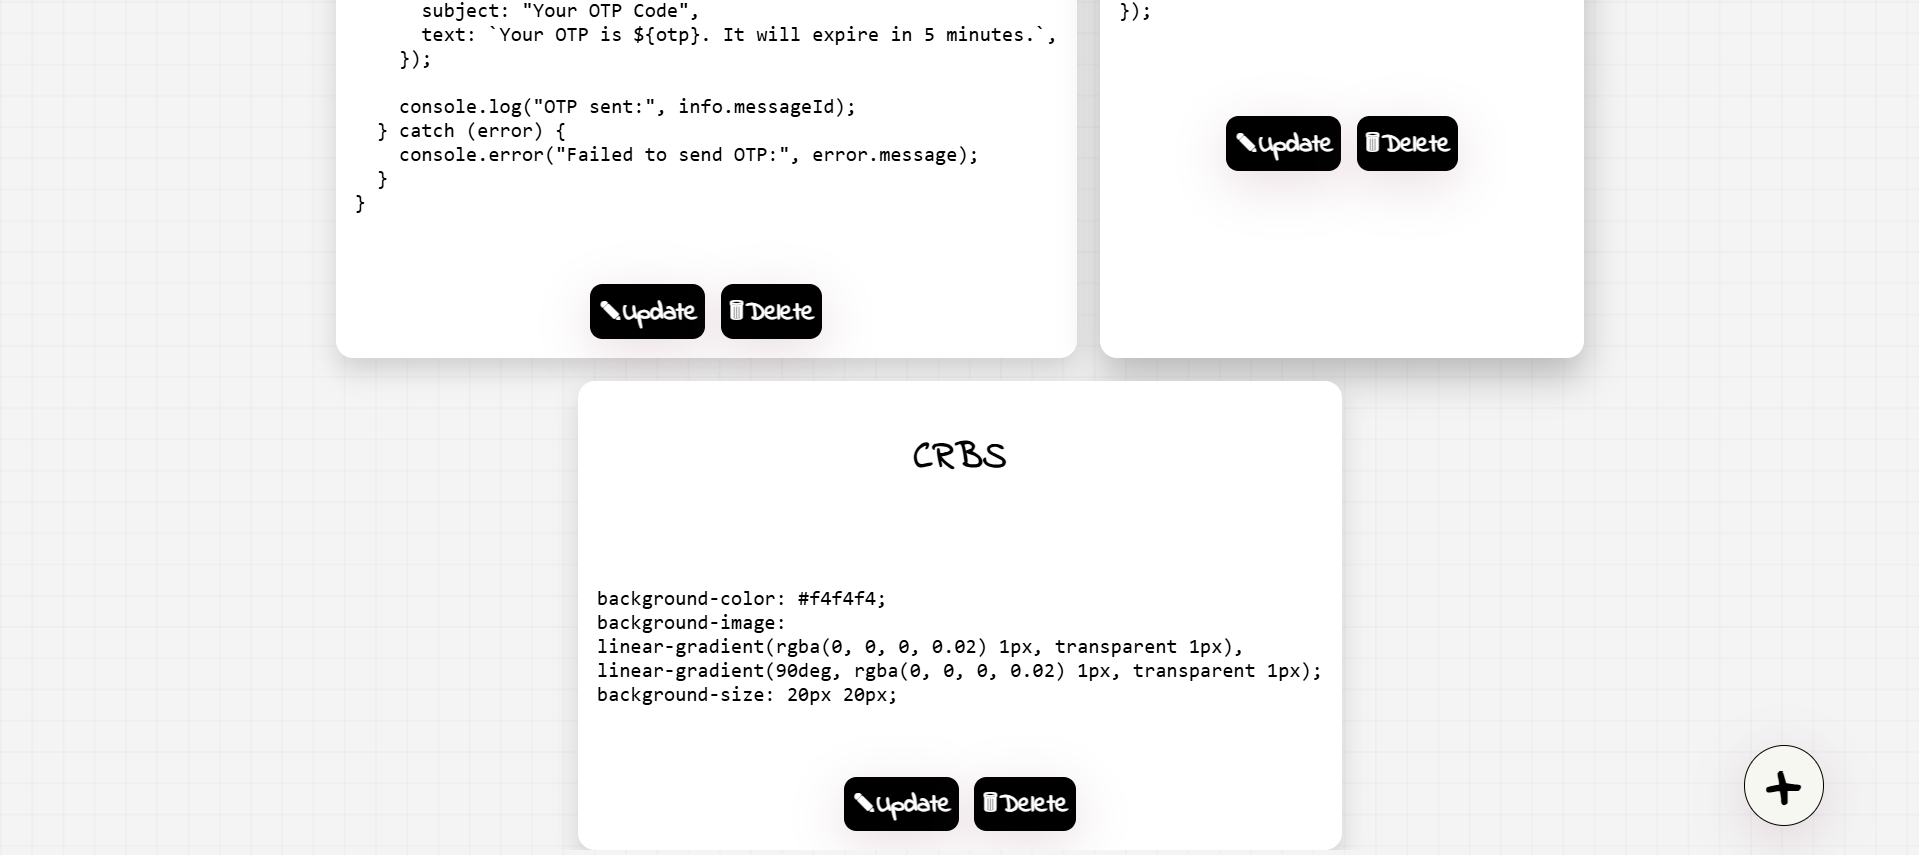 subject: "Your OTP Code",
text: `Your OTP is ${otp}. It will expire in 5 minutes.`,
});
console.log("OTP sent:", info.messageId);
} catch (error) {
console.error("Failed to send OTP:", error.message);
}
}
Update Delete
});
Update Delete
CRBS
background-color: #f4f4f4;
background-image:
linear-gradient(rgba(0, 0, 0, 0.02) 1px, transparent 1px),
linear-gradient(90deg, rgba(0, 0, 0, 0.02) 1px, transparent 1px);
background-size: 20px 20px;
Update Delete
+